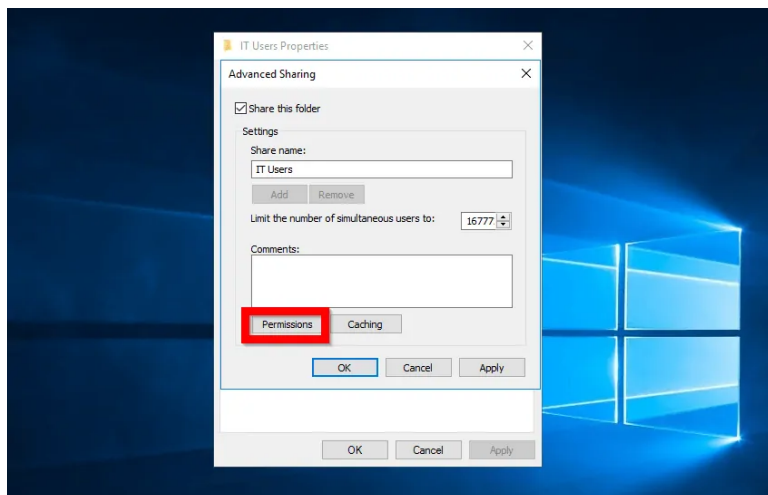 IT Users Properties
Advanced Sharing
Share this folder
Settings
Share name:
IT Users
Add Remove
Limit the number of simultaneous users to: 16777
Comments:
Permissions Caching
OK Cancel Apply
OK Cancel Apply